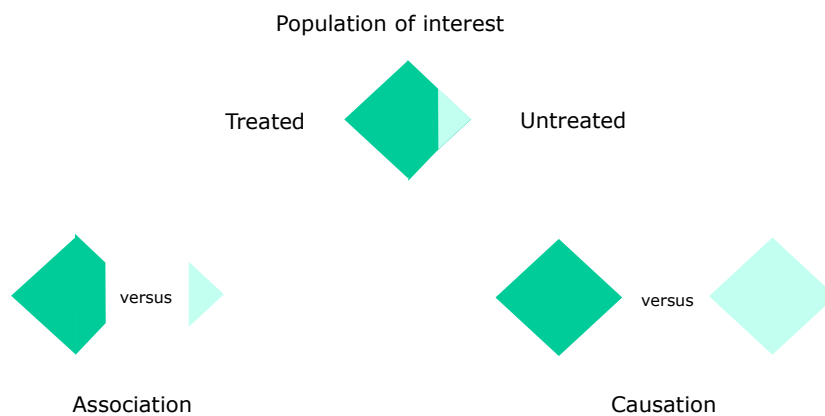 Population of interest
Treated
Untreated
versus
versus
Association
Causation